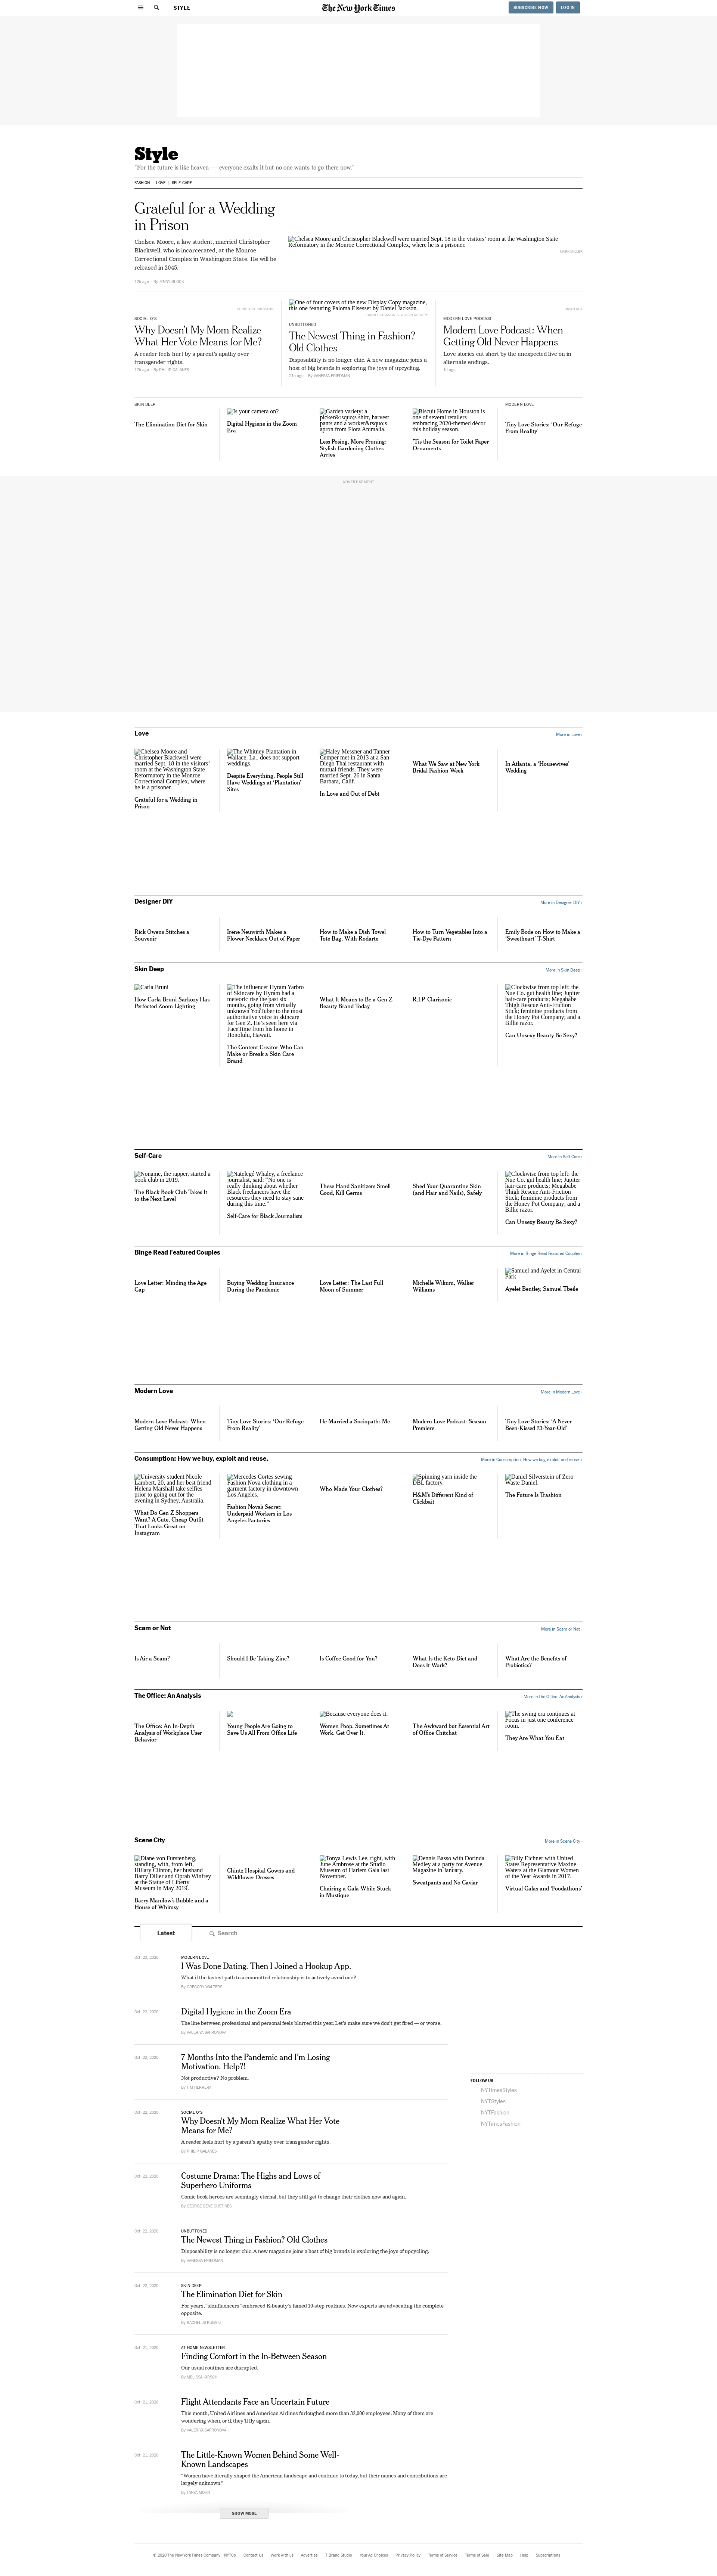 STYLE
The New York Times
SUBSCRIBE NOW
LOG IN
Style
“For the future is like heaven — everyone exalts it but no one wants to go there now.”
FASHION
LOVE
SELF-CARE
Grateful for a Wedding
in Prison
Chelsea Moore, a law student, married Christopher
Blackwell, who is incarcerated, at the Monroe
Correctional Complex in Washington State. He will be
released in 2045.
Chelsea Moore and Christopher Blackwell were married Sept. 18 in the visitors’ room at the Washington State
Reformatory in the Monroe Correctional Complex, where he is a prisoner.
SOCIAL Q’S
Why Doesn’t My Mom Realize
What Her Vote Means for Me?
A reader feels hurt by a parent’s apathy over
transgender rights.
17h ago – By PHILIP GALANES
One of four covers of the new Display Copy magazine,
this one featuring Paloma Elsesser by Daniel Jackson.
UNBUTTONED
The Newest Thing in Fashion?
Old Clothes
Disposability is no longer chic. A new magazine joins a
host of big brands in exploring the joys of upcycling.
21h ago – By VANESSA FRIEDMAN
MODERN LOVE PODCAST
Modern Love Podcast: When
Getting Old Never Happens
Love stories cut short by the unexpected live on in
alternate endings.
1d ago
SKIN DEEP
The Elimination Diet for Skin
Is your camera on?
Digital Hygiene in the Zoom
Era
Garden variety: a
picker&rsquo;s shirt, harvest
pants and a worker&rsquo;s
apron from Flora Animalia.
Less Posing, More Pruning:
Stylish Gardening Clothes
Arrive
Biscuit Home in Houston is
one of several retailers
embracing 2020-themed décor
this holiday season.
’Tis the Season for Toilet Paper
Ornaments
MODERN LOVE
Tiny Love Stories: ‘Our Refuge
From Reality’
ADVERTISEMENT
Love
More in Love ›
Chelsea Moore and
Christopher Blackwell were
married Sept. 18 in the visitors’
room at the Washington State
Reformatory in the Monroe
Correctional Complex, where
he is a prisoner.
Grateful for a Wedding in
Prison
The Whitney Plantation in
Wallace, La., does not support
weddings.
Despite Everything, People Still
Have Weddings at ‘Plantation’
Sites
Haley Messner and Tanner
Cemper met in 2013 at a San
Diego Thai restaurant with
mutual friends. They were
married Sept. 26 in Santa
Barbara, Calif.
In Love and Out of Debt
What We Saw at New York
Bridal Fashion Week
In Atlanta, a ‘Housewives’
Wedding
Designer DIY
More in Designer DIY ›
Rick Owens Stitches a
Souvenir
Irene Neuwirth Makes a
Flower Necklace Out of Paper
How to Make a Dish Towel
Tote Bag, With Rodarte
How to Turn Vegetables Into a
Tie-Dye Pattern
Emily Bode on How to Make a
‘Sweetheart’ T-Shirt
Skin Deep
More in Skin Deep ›
Carla Bruni
How Carla Bruni-Sarkozy Has
Perfected Zoom Lighting
The influencer Hyram Yarbro
of Skincare by Hyram had a
meteoric rise the past six
months, going from virtually
unknown YouTuber to the most
authoritative voice in skincare
for Gen Z. He’s seen here via
FaceTime from his home in
Honolulu, Hawaii.
The Content Creator Who Can
Make or Break a Skin Care
Brand
What It Means to Be a Gen Z
Beauty Brand Today
R.I.P. Clarisonic
Clockwise from top left: the
Nue Co. gut health line; Jupiter
hair-care products; Megababe
Thigh Rescue Anti-Friction
Stick; feminine products from
the Honey Pot Company; and a
Billie razor.
Can Unsexy Beauty Be Sexy?
Self-Care
More in Self-Care ›
Noname, the rapper, started a
book club in 2019.
The Black Book Club Takes It
to the Next Level
Natelegé Whaley, a freelance
journalist, said: “No one is
really thinking about whether
Black freelancers have the
resources they need to stay sane
during this time.”
Self-Care for Black Journalists
These Hand Sanitizers Smell
Good, Kill Germs
Shed Your Quarantine Skin
(and Hair and Nails), Safely
Clockwise from top left: the
Nue Co. gut health line; Jupiter
hair-care products; Megababe
Thigh Rescue Anti-Friction
Stick; feminine products from
the Honey Pot Company; and a
Billie razor.
Can Unsexy Beauty Be Sexy?
Binge Read Featured Couples
More in Binge Read Featured Couples ›
Love Letter: Minding the Age
Gap
Buying Wedding Insurance
During the Pandemic
Love Letter: The Last Full
Moon of Summer
Michelle Wikum, Walker
Williams
Samuel and Ayelet in Central
Park
Ayelet Bentley, Samuel Tbeile
Modern Love
More in Modern Love ›
Modern Love Podcast: When
Getting Old Never Happens
Tiny Love Stories: ‘Our Refuge
From Reality’
He Married a Sociopath: Me
Modern Love Podcast: Season
Premiere
Tiny Love Stories: ‘A Never-
Been-Kissed 23-Year-Old’
Consumption: How we buy, exploit and reuse.
More in Consumption: How we buy, exploit and reuse. ›
University student Nicole
Lambert, 20, and her best friend
Helena Marshall take selfies
prior to going out for the
evening in Sydney, Australia.
What Do Gen Z Shoppers
Want? A Cute, Cheap Outfit
That Looks Great on
Instagram
Mercedes Cortes sewing
Fashion Nova clothing in a
garment factory in downtown
Los Angeles.
Fashion Nova’s Secret:
Underpaid Workers in Los
Angeles Factories
Who Made Your Clothes?
Spinning yarn inside the
DBL factory.
H&M’s Different Kind of
Clickbait
Daniel Silverstein of Zero
Waste Daniel.
The Future Is Trashion
Scam or Not
More in Scam or Not ›
Is Air a Scam?
Should I Be Taking Zinc?
Is Coffee Good for You?
What Is the Keto Diet and
Does It Work?
What Are the Benefits of
Probiotics?
The Office: An Analysis
More in The Office: An Analysis ›
The Office: An In-Depth
Analysis of Workplace User
Behavior
Young People Are Going to
Save Us All From Office Life
Because everyone does it.
Women Poop. Sometimes At
Work. Get Over It.
The Awkward but Essential Art
of Office Chitchat
The swing era continues at
Focus in just one conference
room.
They Are What You Eat
Scene City
More in Scene City ›
Diane von Furstenberg,
standing, with, from left,
Hillary Clinton, her husband
Barry Diller and Oprah Winfrey
at the Statue of Liberty
Museum in May 2019.
Barry Manilow’s Bubble and a
House of Whimsy
Chintz Hospital Gowns and
Wildflower Dresses
Tonya Lewis Lee, right, with
June Ambrose at the Studio
Museum of Harlem Gala last
November.
Chairing a Gala While Stuck
in Mustique
Dennis Basso with Dorinda
Medley at a party for Avenue
Magazine in January.
Sweatpants and No Caviar
Billy Eichner with United
States Representative Maxine
Waters at the Glamour Women
of the Year Awards in 2017.
Virtual Galas and ‘Foodathons’
Latest
Search
Oct. 23, 2020
MODERN LOVE
I Was Done Dating. Then I Joined a Hookup App.
What if the fastest path to a committed relationship is to actively avoid one?
By GREGORY WALTERS
Oct. 22, 2020
Digital Hygiene in the Zoom Era
The line between professional and personal feels blurred this year. Let’s make sure we don’t get fired — or worse.
By VALERIYA SAFRONOVA
Oct. 22, 2020
7 Months Into the Pandemic and I’m Losing
Motivation. Help?!
Not productive? No problem.
By TIM HERRERA
Oct. 22, 2020
SOCIAL Q’S
Why Doesn’t My Mom Realize What Her Vote
Means for Me?
A reader feels hurt by a parent’s apathy over transgender rights.
By PHILIP GALANES
Oct. 22, 2020
Costume Drama: The Highs and Lows of
Superhero Uniforms
Comic book heroes are seemingly eternal, but they still get to change their clothes now and again.
By GEORGE GENE GUSTINES
Oct. 22, 2020
UNBUTTONED
The Newest Thing in Fashion? Old Clothes
Disposability is no longer chic. A new magazine joins a host of big brands in exploring the joys of upcycling.
By VANESSA FRIEDMAN
Oct. 22, 2020
SKIN DEEP
The Elimination Diet for Skin
For years, “skinfluencers” embraced K-beauty’s famed 10-step routines. Now experts are advocating the complete
opposite.
By RACHEL STRUGATZ
Oct. 21, 2020
AT HOME NEWSLETTER
Finding Comfort in the In-Between Season
Our usual routines are disrupted.
By MELISSA KIRSCH
Oct. 21, 2020
Flight Attendants Face an Uncertain Future
This month, United Airlines and American Airlines furloughed more than 32,000 employees. Many of them are
wondering when, or if, they’ll fly again.
By VALERIYA SAFRONOVA
Oct. 21, 2020
The Little-Known Women Behind Some Well-
Known Landscapes
“Women have literally shaped the American landscape and continue to today, but their names and contributions are
largely unknown.”
SHOW MORE
FOLLOW US
NYTimesStyles
NYTStyles
NYTFashion
NYTimesFashion
© 2020 The New York Times Company
NYTCo
Contact Us
Work with us
Advertise
T Brand Studio
Your Ad Choices
Privacy Policy
Terms of Service
Terms of Sale
Site Map
Help
Subscriptions